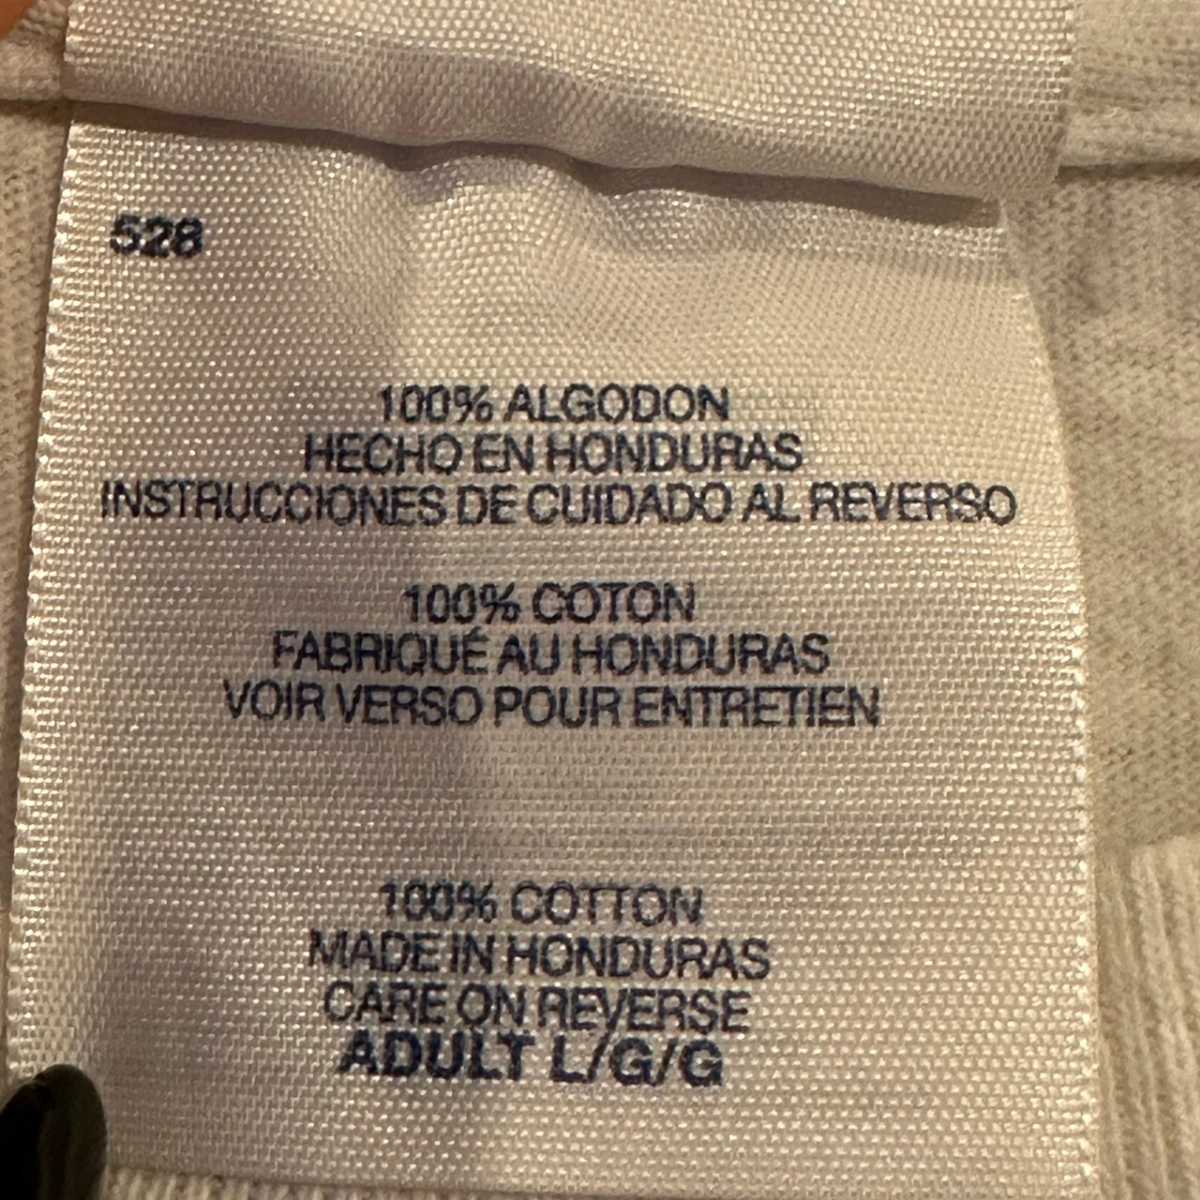 528
100% ALGODON
HECHO EN HONDURAS
INSTRUCCIONES DE CUIDADO AL REVERSO
100% COTON
FABRIQUÉ AU HONDURAS
VOIR VERSO POUR ENTRETIEN
100% COTTON
MADE IN HONDURAS
CARE ON REVERSE
ADULT L/G/G